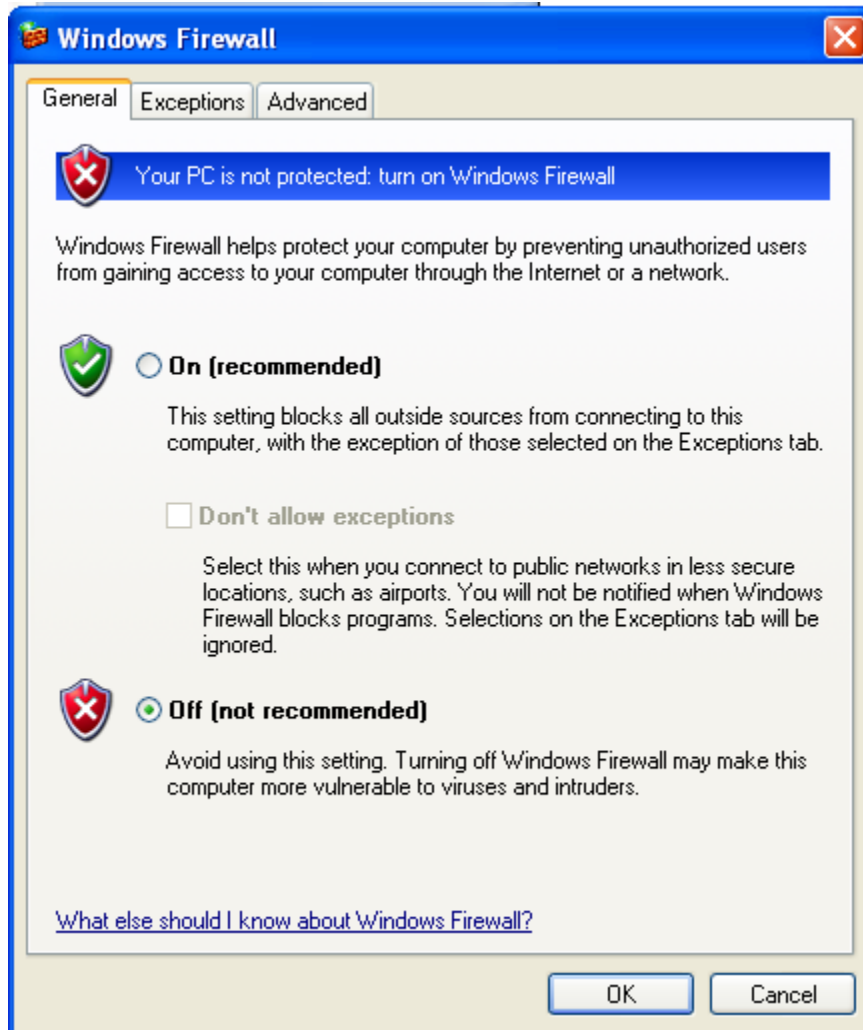 Windows Firewall
General Exceptions Advanced
Your PC is not protected: turn on Windows Firewall
Windows Firewall helps protect your computer by preventing unauthorized users
from gaining access to your computer through the Internet or a network.
On (recommended)
This setting blocks all outside sources from connecting to this
computer, with the exception of those selected on the Exceptions tab.
Don't allow exceptions
Select this when you connect to public networks in less secure
locations, such as airports. You will not be notified when Windows
Firewall blocks programs. Selections on the Exceptions tab will be
ignored.
Off (not recommended)
Avoid using this setting. Turning off Windows Firewall may make this
computer more vulnerable to viruses and intruders.
What else should I know about Windows Firewall?
OK Cancel